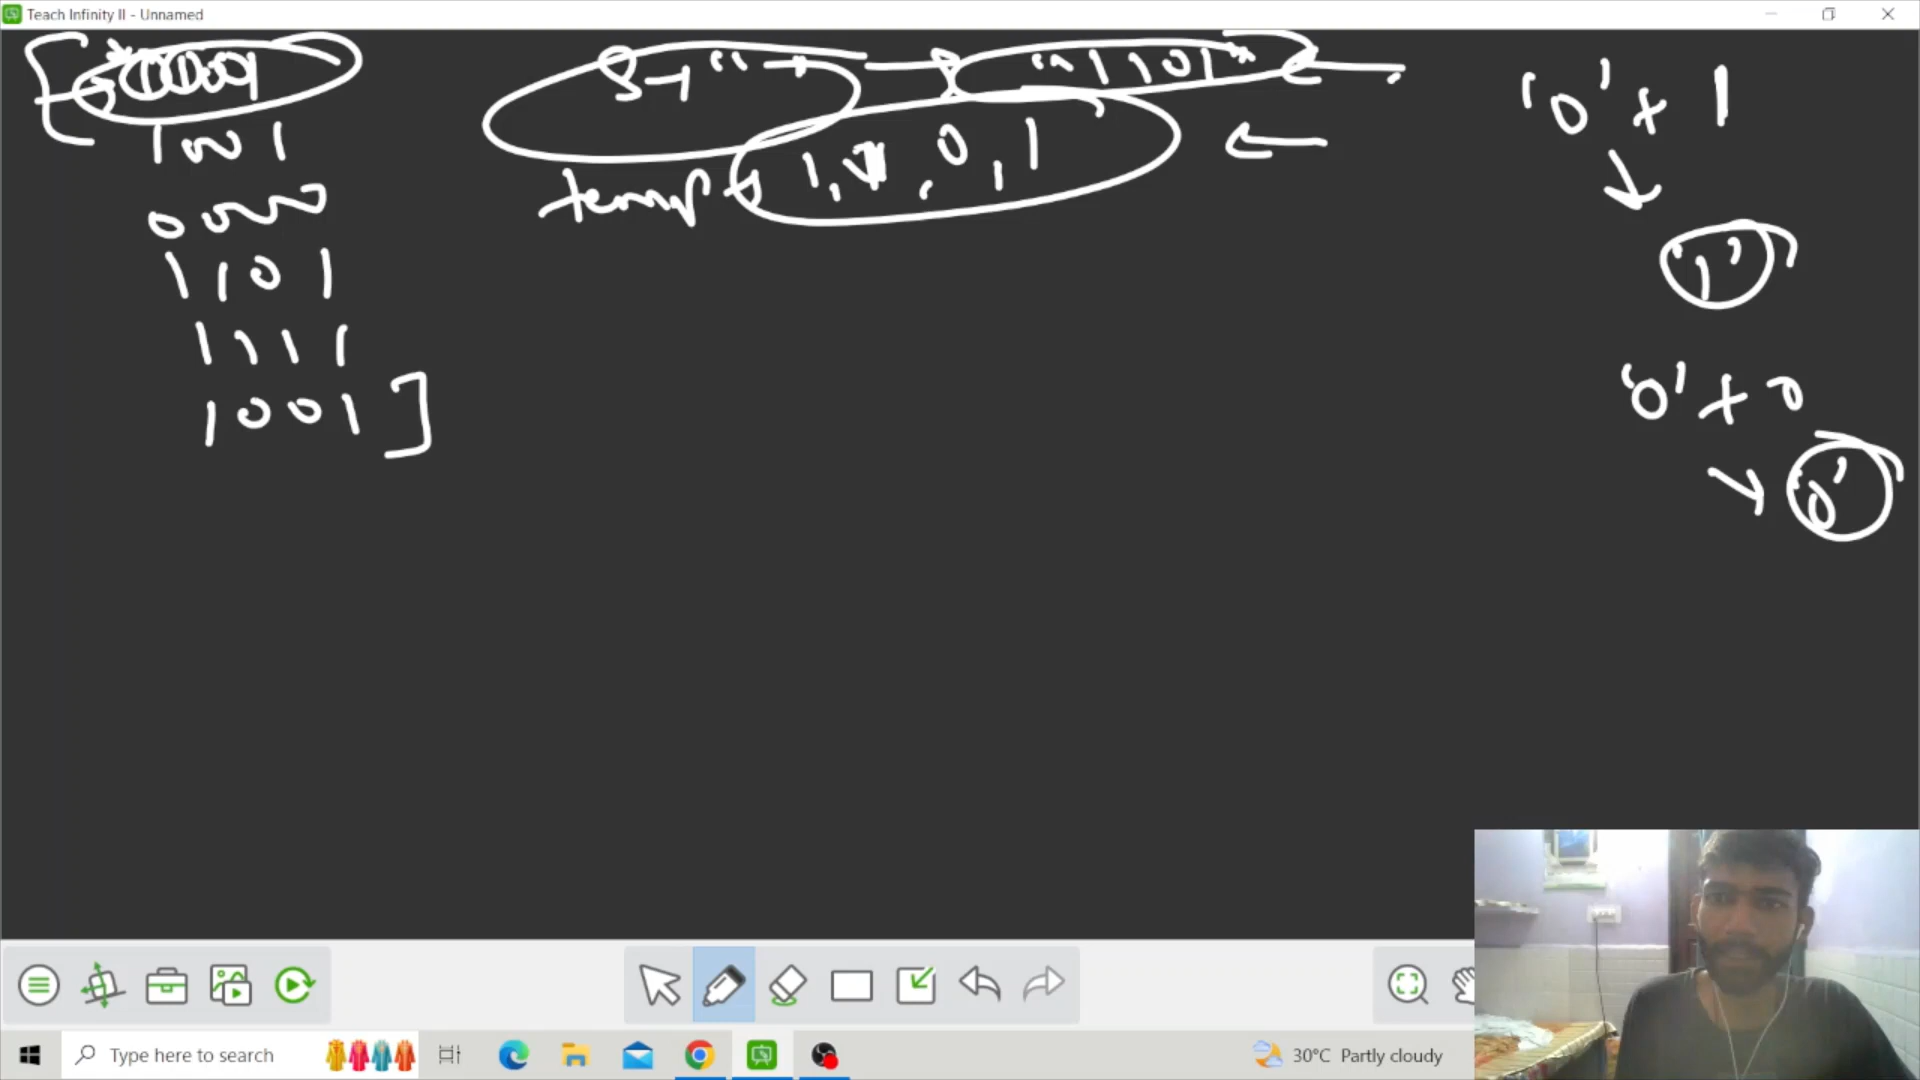 Teach Infinity II - Unnamed
1001
0000
1101
1111
1001 ]
"1101"
temp → 1, 1, 0, 1
'0' + 1
'1'
'0' + 0
'0'
Type here to search
30°C Partly cloudy